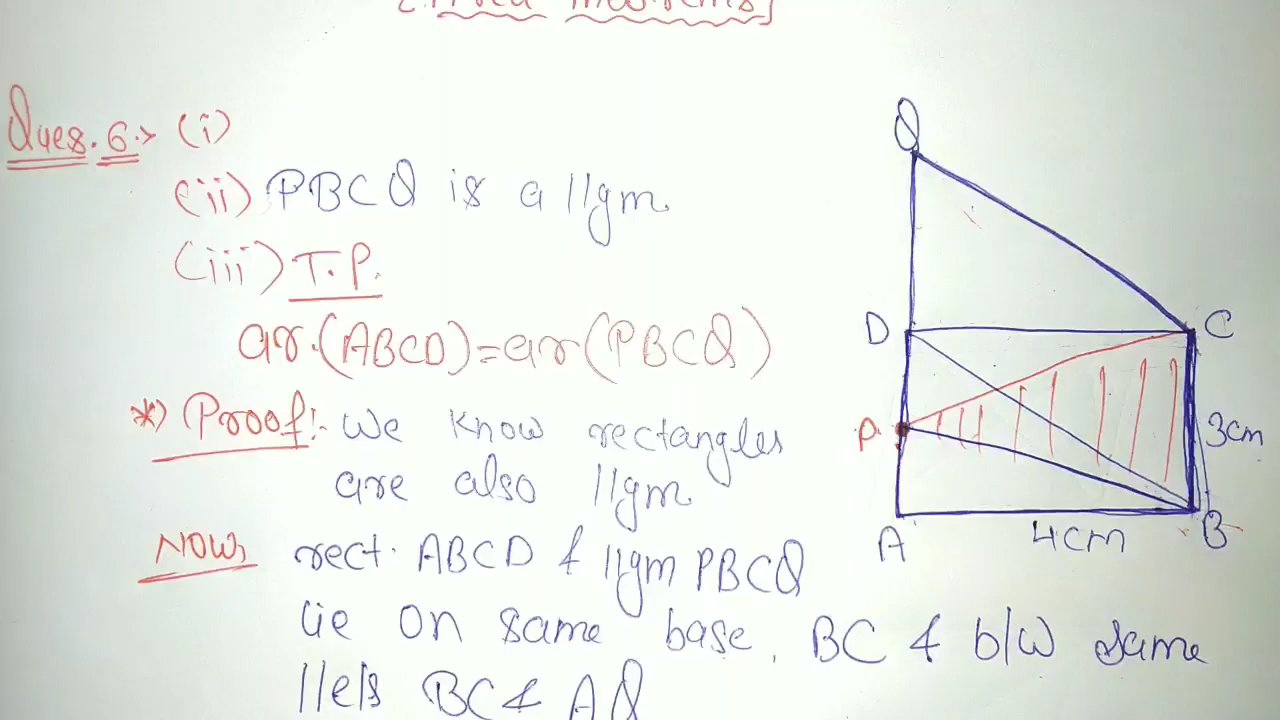 Ques. 6:> (i)
(ii) PBCQ is a ||gm
(iii) T.P.
ar.(ABCD)=ar(PBCQ)
*) Proof:- We know rectangles
are also ||gm
Now, rect. ABCD & ||gm PBCQ
lie on same base, BC & b/w same
||els BC & AQ
Q
D
C
P
3cm
A
4cm
B